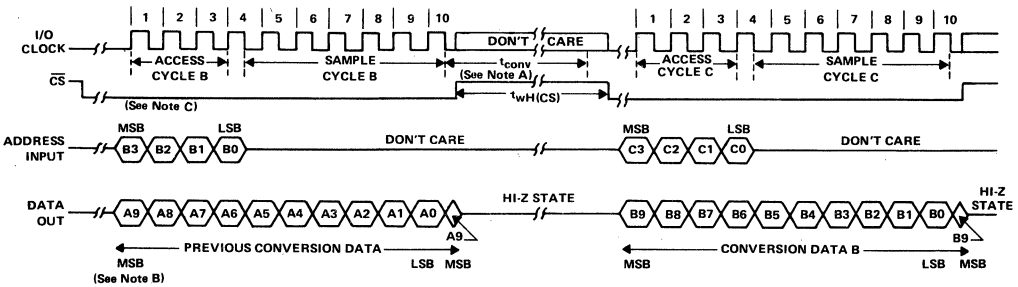 1 2 3 4 5 6 7 8 9 10 1 2 3 4 5 6 7 8 9 10
I/O
CLOCK
DON'T CARE
ACCESS
CYCLE B
SAMPLE
CYCLE B
tconv
(See Note A)
ACCESS
CYCLE C
SAMPLE
CYCLE C
CS
(See Note C)
twH(CS)
ADDRESS
INPUT
MSB LSB
B3 B2 B1 B0
DON'T CARE
MSB LSB
C3 C2 C1 C0
DON'T CARE
DATA
OUT
A9 A8 A7 A6 A5 A4 A3 A2 A1 A0
A9
HI-Z STATE
B9 B8 B7 B6 B5 B4 B3 B2 B1 B0
B9
HI-Z
STATE
PREVIOUS CONVERSION DATA
CONVERSION DATA B
MSB LSB MSB MSB LSB MSB
(See Note B)